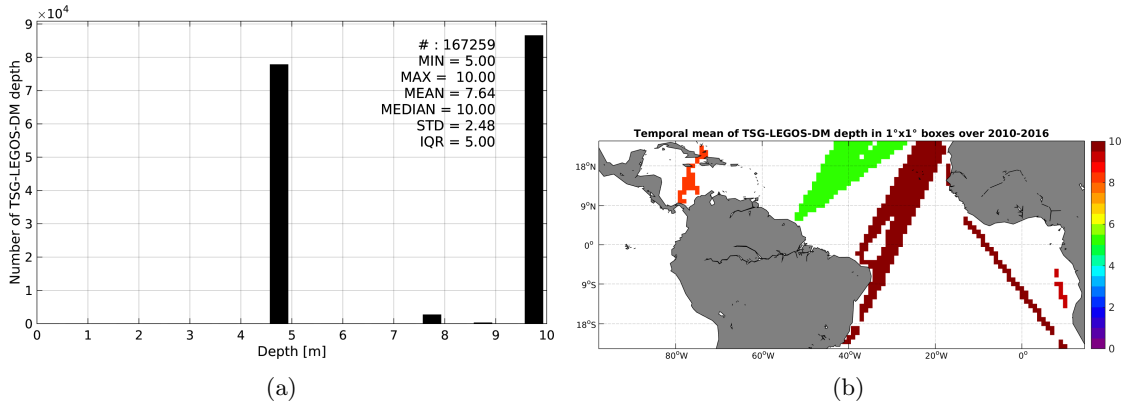 ×10⁴
9
8
7
6
5
4
3
2
1
0
Number of TSG-LEGOS-DM depth
# : 167259
MIN = 5.00
MAX = 10.00
MEAN = 7.64
MEDIAN = 10.00
STD = 2.48
IQR = 5.00
0 1 2 3 4 5 6 7 8 9 10
Depth [m]
(a)
Temporal mean of TSG-LEGOS-DM depth in 1°x1° boxes over 2010-2016
18°N
9°N
0°
9°S
18°S
80°W 60°W 40°W 20°W 0°
10
8
6
4
2
0
(b)